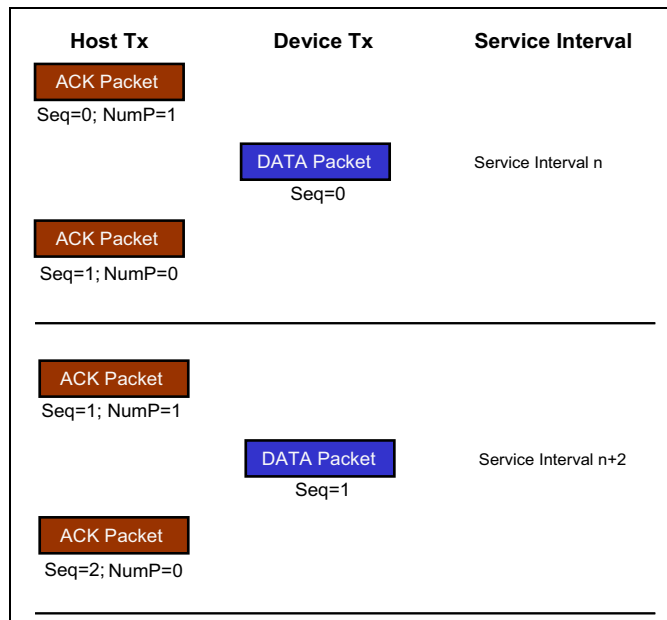 Host Tx Device Tx Service Interval
ACK Packet
Seq=0; NumP=1
DATA Packet Service Interval n
Seq=0
ACK Packet
Seq=1; NumP=0
ACK Packet
Seq=1; NumP=1
DATA Packet Service Interval n+2
Seq=1
ACK Packet
Seq=2; NumP=0